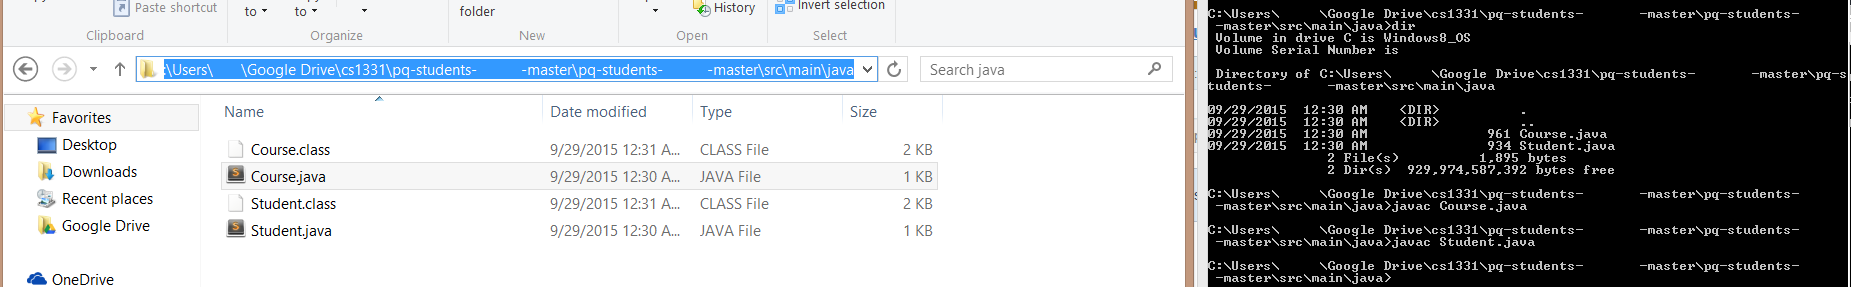 Paste shortcut
to
to
folder
History
Invert selection
Clipboard
Organize
New
Open
Select
:\Users\ \Google Drive\cs1331\pq-students- -master\pq-students- -master\src\main\java
Search java
Favorites
Desktop
Downloads
Recent places
Google Drive
OneDrive
Name Date modified Type Size
Course.class 9/29/2015 12:31 A... CLASS File 2 KB
Course.java 9/29/2015 12:30 A... JAVA File 1 KB
Student.class 9/29/2015 12:31 A... CLASS File 2 KB
Student.java 9/29/2015 12:30 A... JAVA File 1 KB
C:\Users\ \Google Drive\cs1331\pq-students- -master\pq-students-
-master\src\main\java>dir
Volume in drive C is Windows8_OS
Volume Serial Number is
Directory of C:\Users\ \Google Drive\cs1331\pq-students- -master\pq-s
tudents- -master\src\main\java
09/29/2015 12:30 AM <DIR> .
09/29/2015 12:30 AM <DIR> ..
09/29/2015 12:30 AM 961 Course.java
09/29/2015 12:30 AM 934 Student.java
2 File(s) 1,895 bytes
2 Dir(s) 929,974,587,392 bytes free
C:\Users\ \Google Drive\cs1331\pq-students- -master\pq-students-
-master\src\main\java>javac Course.java
C:\Users\ \Google Drive\cs1331\pq-students- -master\pq-students-
-master\src\main\java>javac Student.java
C:\Users\ \Google Drive\cs1331\pq-students- -master\pq-students-
-master\src\main\java>